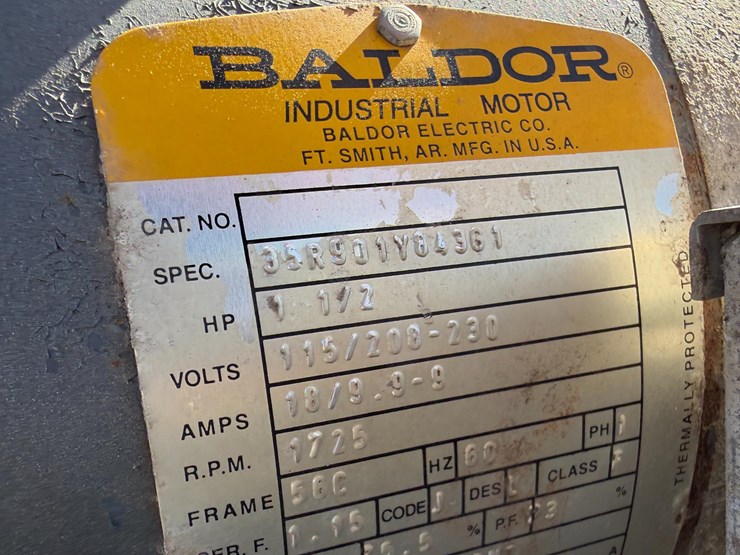 BALDOR®
INDUSTRIAL MOTOR
BALDOR ELECTRIC CO.
FT. SMITH, AR. MFG. IN U.S.A.
CAT. NO.
SPEC. 35R901Y849G1
HP 1 1/2
VOLTS 115/208-230
AMPS 18/9.9-9
R.P.M. 1725
FRAME 56C HZ 60 PH 1
SER. F. 1.15 CODE J DES L CLASS F
% P.F. %
A
THERMALLY PROTECTED